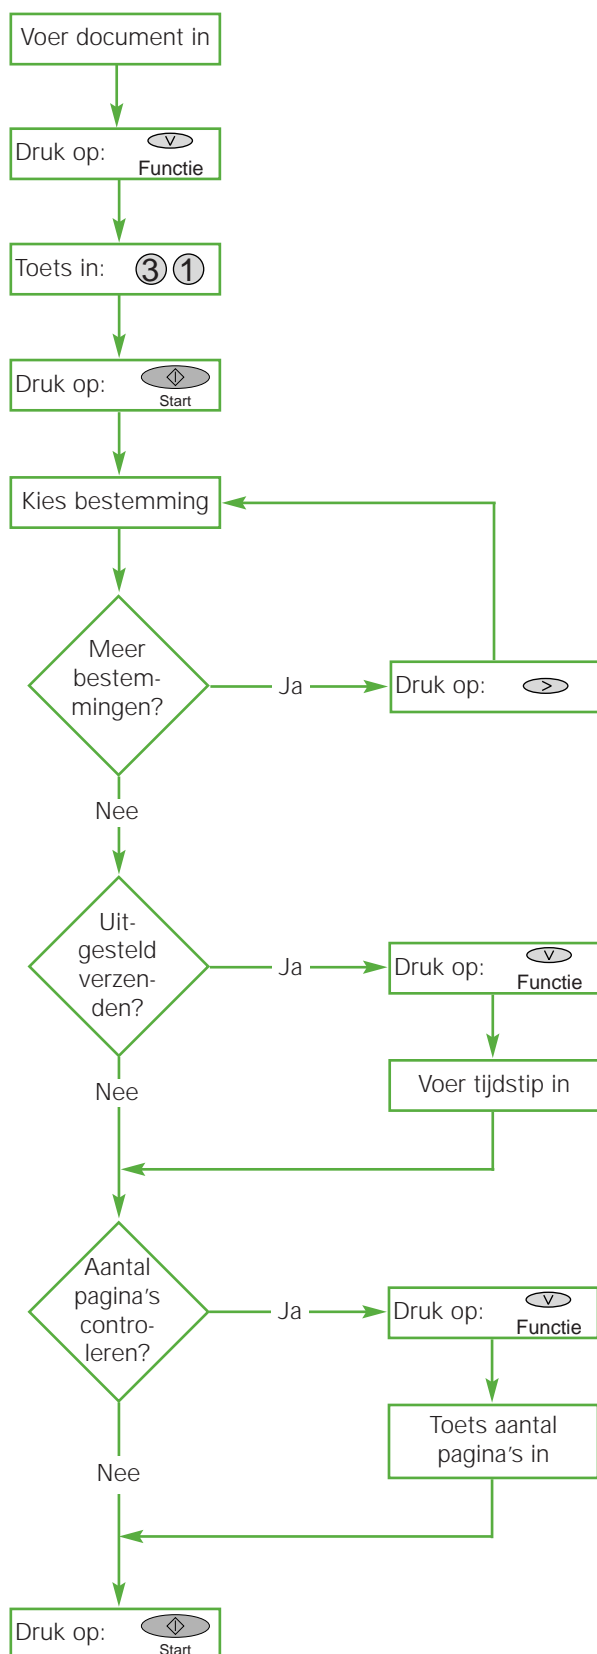 Voer document in
Druk op:
Functie
Toets in: 3 1
Druk op:
Start
Kies bestemming
Meer
bestem-
mingen?
Ja
Druk op: >
Nee
Uit-
gesteld
verzen-
den?
Ja
Druk op:
Functie
Voer tijdstip in
Nee
Aantal
pagina's
contro-
leren?
Ja
Druk op:
Functie
Toets aantal
pagina's in
Nee
Druk op:
Start